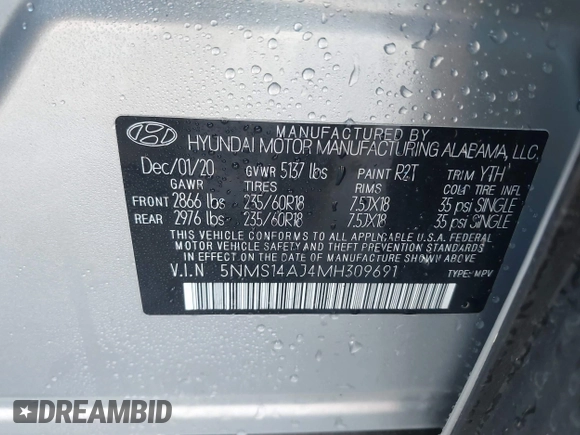 MANUFACTURED BY
HYUNDAI MOTOR MANUFACTURING ALABAMA, LLC.
Dec/01/20 GVWR 5137 lbs PAINT R2T TRIM YTH
GAWR TIRES RIMS COLD TIRE INFL
FRONT 2866 lbs 235/60R18 7.5JX18 35 psi SINGLE
REAR 2976 lbs 235/60R18 7.5JX18 35 psi SINGLE
THIS VEHICLE CONFORMS TO ALL APPLICABLE U.S.A. FEDERAL
MOTOR VEHICLE SAFETY AND THEFT PREVENTION STANDARDS
IN EFFECT ON THE DATE OF MANUFACTURE SHOWN ABOVE
V.I.N 5NMS14AJ4MH309691 TYPE: MPV
DREAMBID